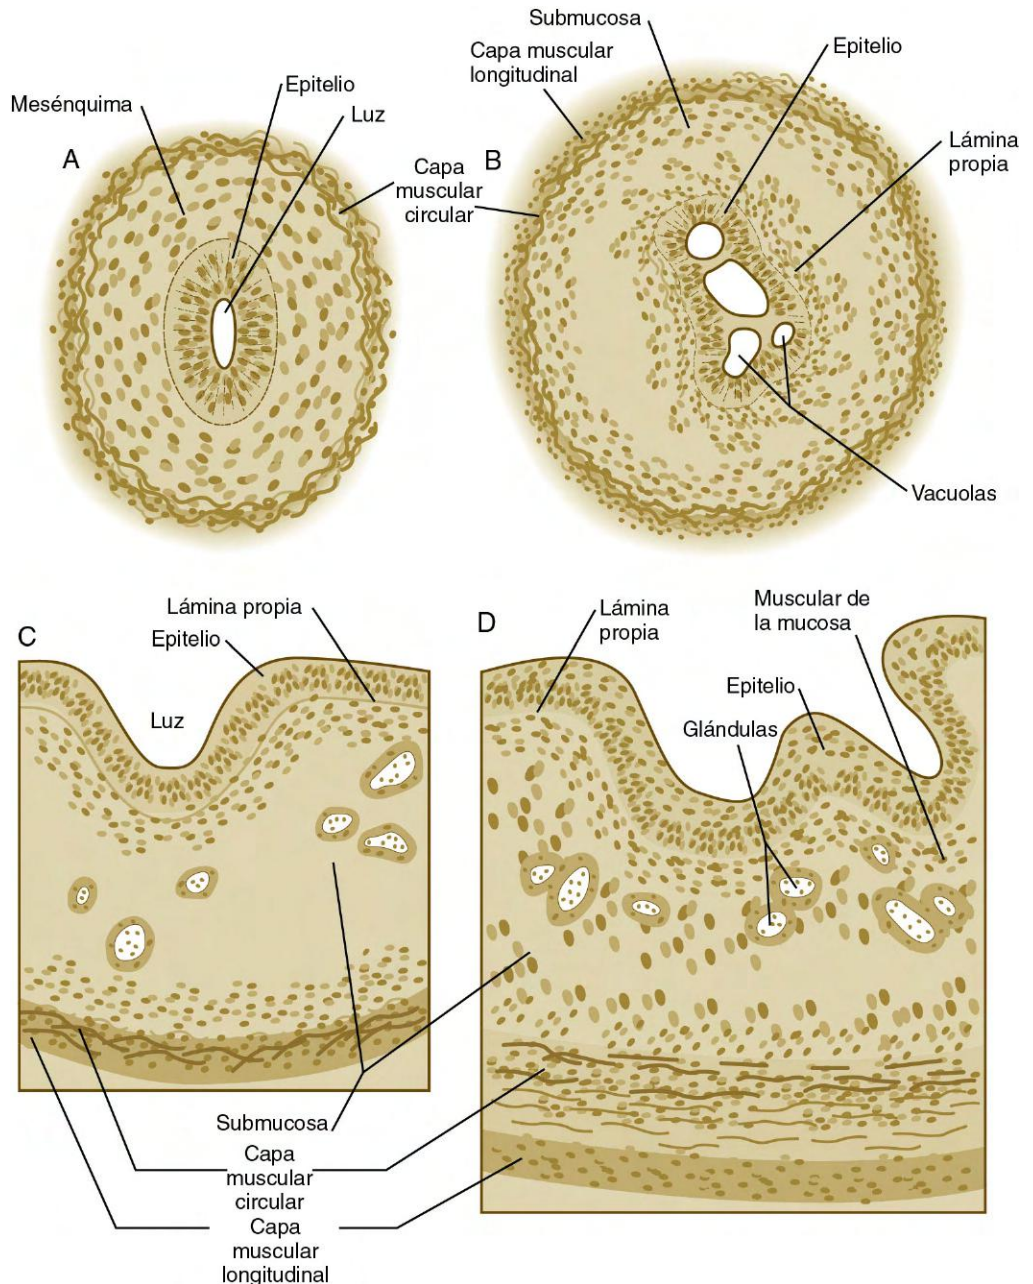 Submucosa
Capa muscular
longitudinal
Epitelio
Epitelio
Mesénquima
Luz
A
Capa
muscular
circular
B
Lámina
propia
Vacuolas
Lámina propia
C
Epitelio
Luz
D
Lámina
propia
Muscular de
la mucosa
Epitelio
Glándulas
Submucosa
Capa
muscular
circular
Capa
muscular
longitudinal